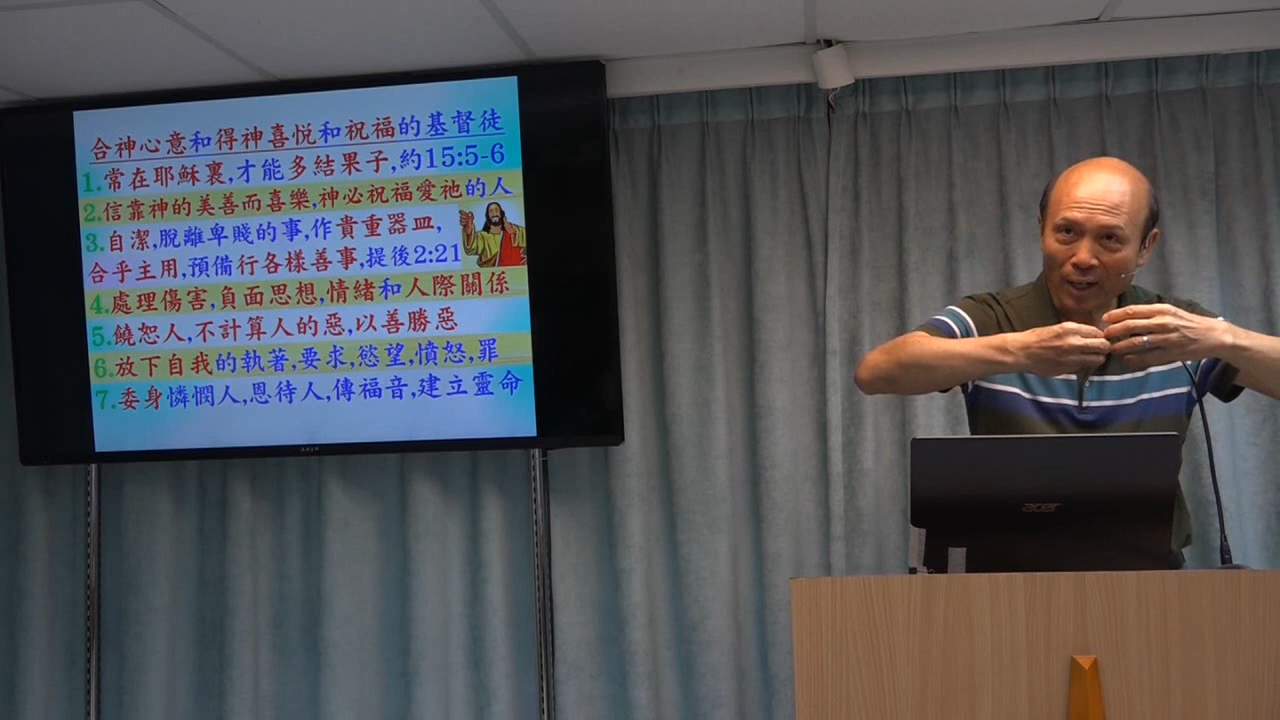 合神心意和得神喜悅和祝福的基督徒
1.常在耶穌裏,才能多結果子,約15:5-6
2.信靠神的美善而喜樂,神必祝福愛祂的人
3.自潔,脫離卑賤的事,作貴重器皿,
合乎主用,預備行各樣善事,提後2:21
4.處理傷害,負面思想,情緒和人際關係
5.饒恕人,不計算人的惡,以善勝惡
6.放下自我的執著,要求,慾望,憤怒,罪
7.委身憐憫人,恩待人,傳福音,建立靈命
acer